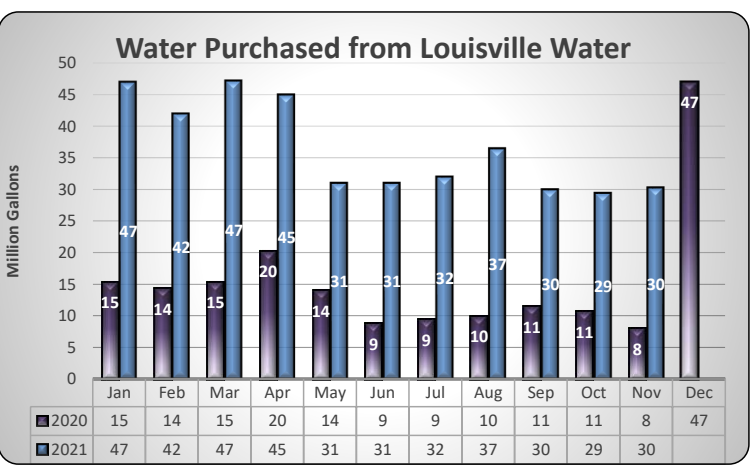 Water Purchased from Louisville Water
Million Gallons
50
45
40
35
30
25
20
15
10
5
0
47 42 47 45 31 31 32 37 30 29 30
15 14 15 20 14 9 9 10 11 11 8 47
Jan Feb Mar Apr May Jun Jul Aug Sep Oct Nov Dec
2020 15 14 15 20 14 9 9 10 11 11 8 47
2021 47 42 47 45 31 31 32 37 30 29 30